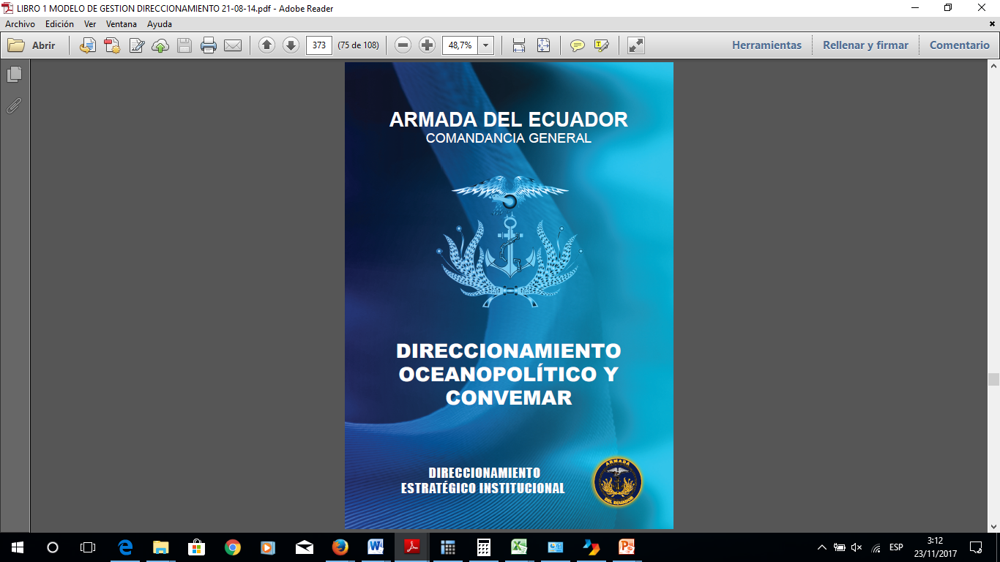 LIBRO 1 MODELO DE GESTION DIRECCIONAMIENTO 21-08-14.pdf - Adobe Reader
Archivo Edición Ver Ventana Ayuda
Abrir 373 (75 de 108) 48,7% Herramientas Rellenar y firmar Comentario
ARMADA DEL ECUADOR
COMANDANCIA GENERAL
DIRECCIONAMIENTO
OCEANOPOLÍTICO Y
CONVEMAR
DIRECCIONAMIENTO
ESTRATÉGICO INSTITUCIONAL
ARMADA
DEL ECUADOR
ESP
3:12
23/11/2017